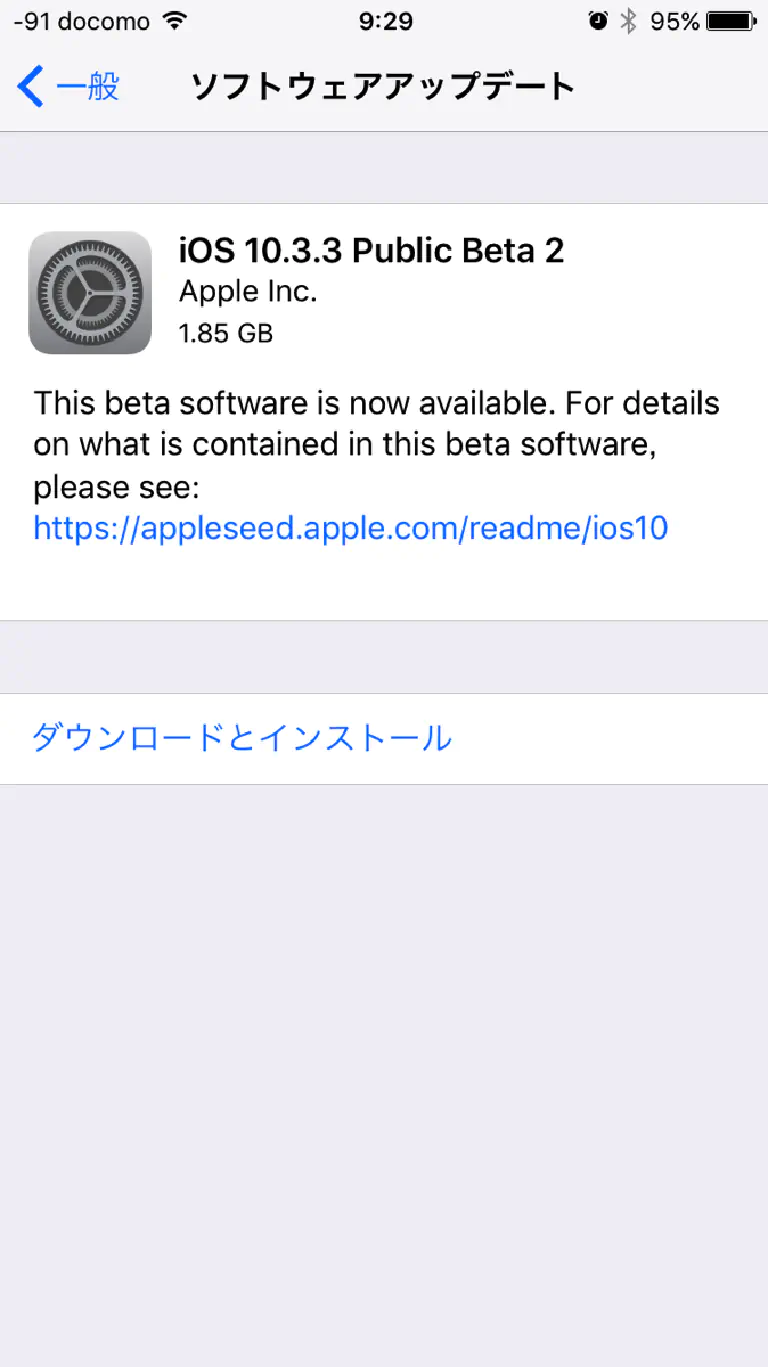 -91 docomo 9:29 95%
一般 ソフトウェアアップデート
iOS 10.3.3 Public Beta 2
Apple Inc.
1.85 GB
This beta software is now available. For details
on what is contained in this beta software,
please see:
https://appleseed.apple.com/readme/ios10
ダウンロードとインストール